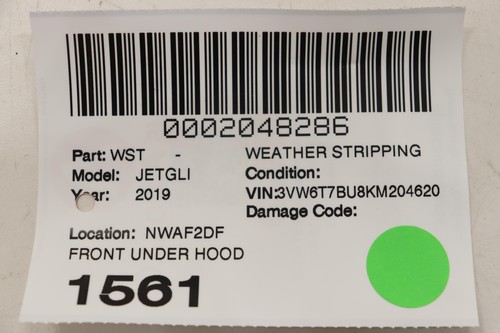 0002048286
Part: WST - WEATHER STRIPPING
Model: JETGLI Condition:
Year: 2019 VIN:3VW6T7BU8KM204620
Damage Code:
Location: NWAF2DF
FRONT UNDER HOOD
1561